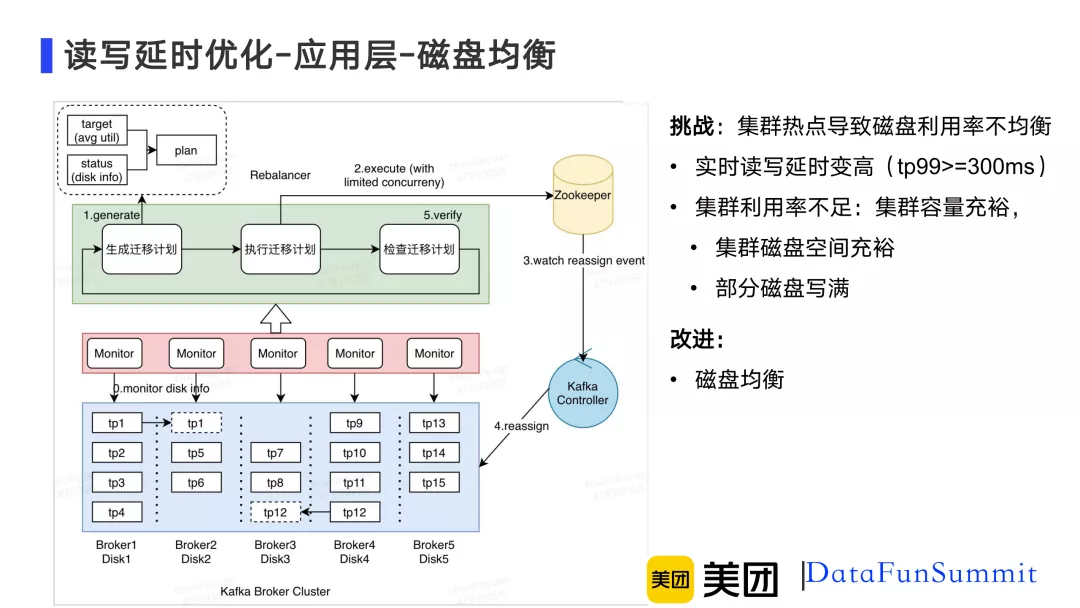 读写延时优化-应用层-磁盘均衡
target
(avg util)
status
(disk info)
plan
Rebalancer
2.execute (with
limited concurreny)
Zookeeper
1.generate
5.verify
生成迁移计划
执行迁移计划
检查迁移计划
3.watch reassign event
Monitor
Monitor
Monitor
Monitor
Monitor
0.monitor disk info
Kafka
Controller
4.reassign
tp1
tp1
tp9
tp13
tp2
tp5
tp7
tp10
tp14
tp3
tp6
tp8
tp11
tp15
tp4
tp12
tp12
Broker1
Disk1
Broker2
Disk2
Broker3
Disk3
Broker4
Disk4
Broker5
Disk5
Kafka Broker Cluster
挑战：集群热点导致磁盘利用率不均衡
• 实时读写延时变高（tp99>=300ms）
• 集群利用率不足：集群容量充裕，
• 集群磁盘空间充裕
• 部分磁盘写满
改进：
• 磁盘均衡
美团 美团
DataFunSummit